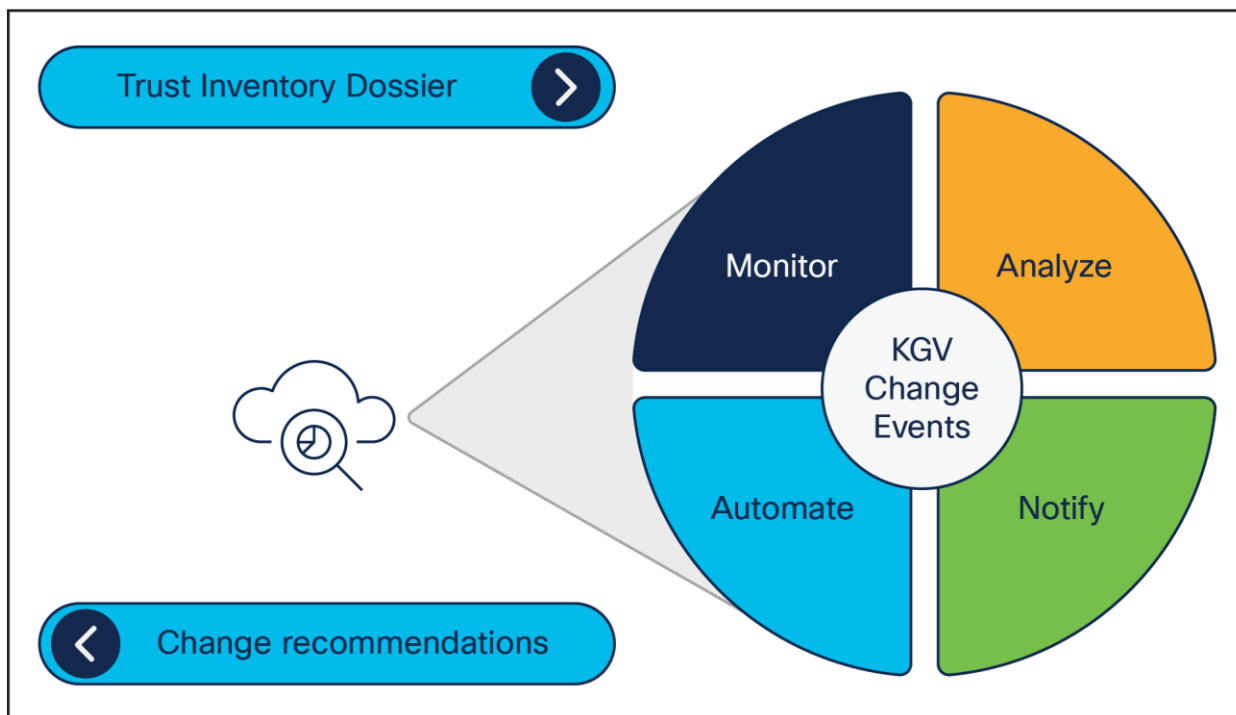 Trust Inventory Dossier
Monitor
Analyze
KGV
Change
Events
Automate
Notify
Change recommendations